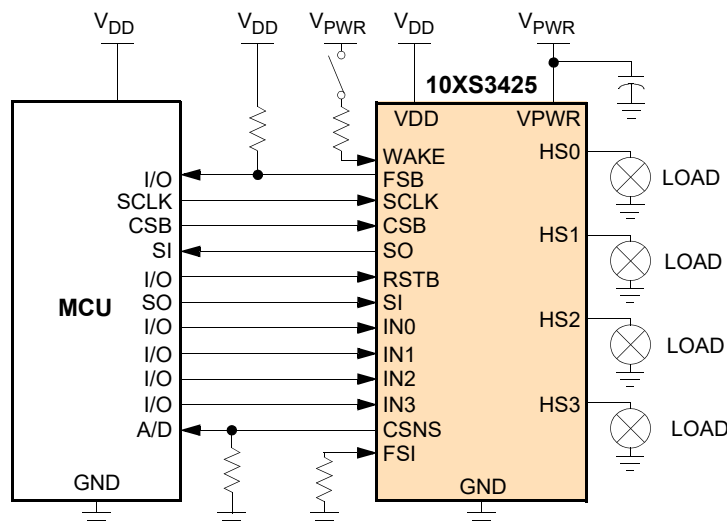 VDD VDD VPWR VDD VPWR
10XS3425
VDD VPWR
WAKE HS0
LOAD
I/O FSB
SCLK SCLK
CSB CSB
HS1
SI SO
LOAD
I/O RSTB
MCU
SO SI
HS2
I/O IN0
LOAD
I/O IN1
I/O IN2
HS3
I/O IN3
A/D CSNS
LOAD
FSI
GND GND